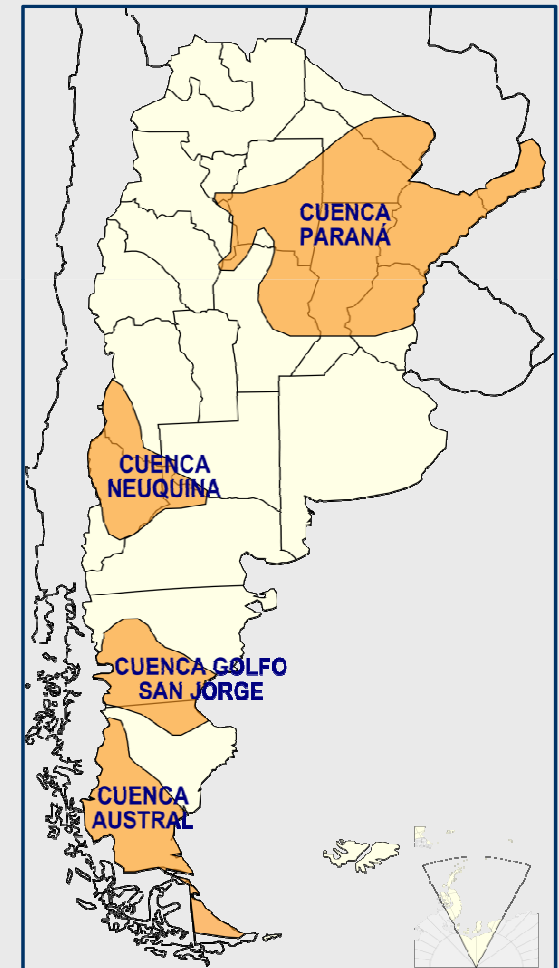 CUENCA
PARANÁ
CUENCA
NEUQUINA
CUENCA GOLFO
SAN JORGE
CUENCA
AUSTRAL